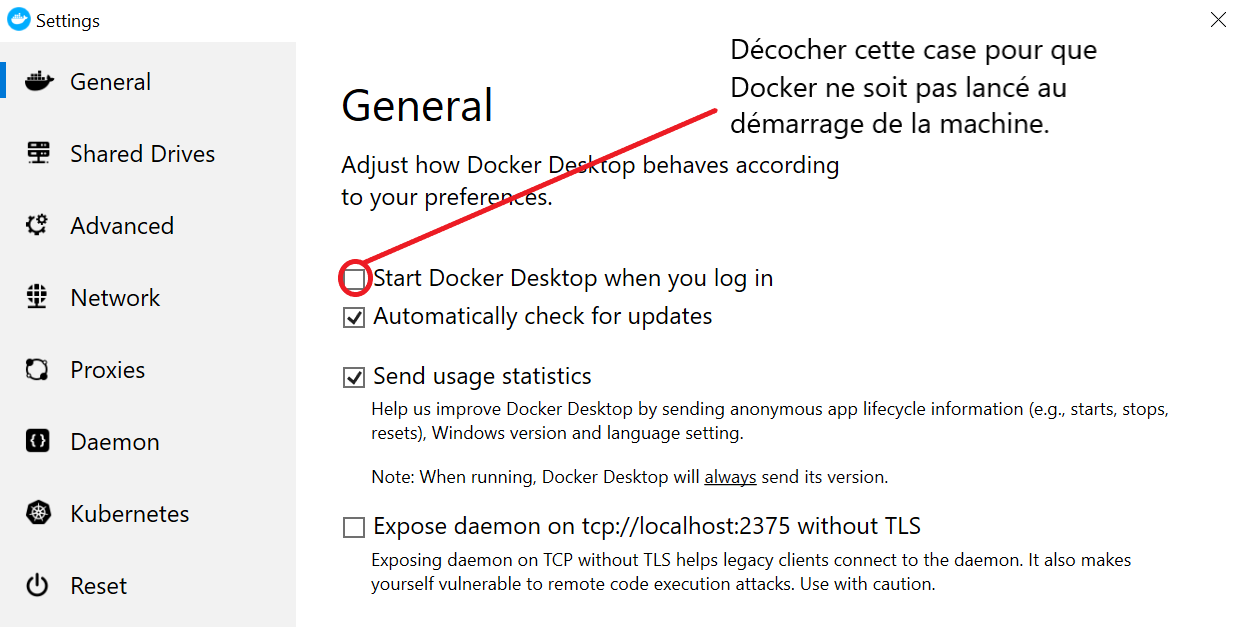 Settings
General
Shared Drives
Advanced
Network
Proxies
Daemon
Kubernetes
Reset
Décocher cette case pour que
Docker ne soit pas lancé au
démarrage de la machine.
General
Adjust how Docker Desktop behaves according
to your preferences.
Start Docker Desktop when you log in
Automatically check for updates
Send usage statistics
Help us improve Docker Desktop by sending anonymous app lifecycle information (e.g., starts, stops,
resets), Windows version and language setting.
Note: When running, Docker Desktop will always send its version.
Expose daemon on tcp://localhost:2375 without TLS
Exposing daemon on TCP without TLS helps legacy clients connect to the daemon. It also makes
yourself vulnerable to remote code execution attacks. Use with caution.